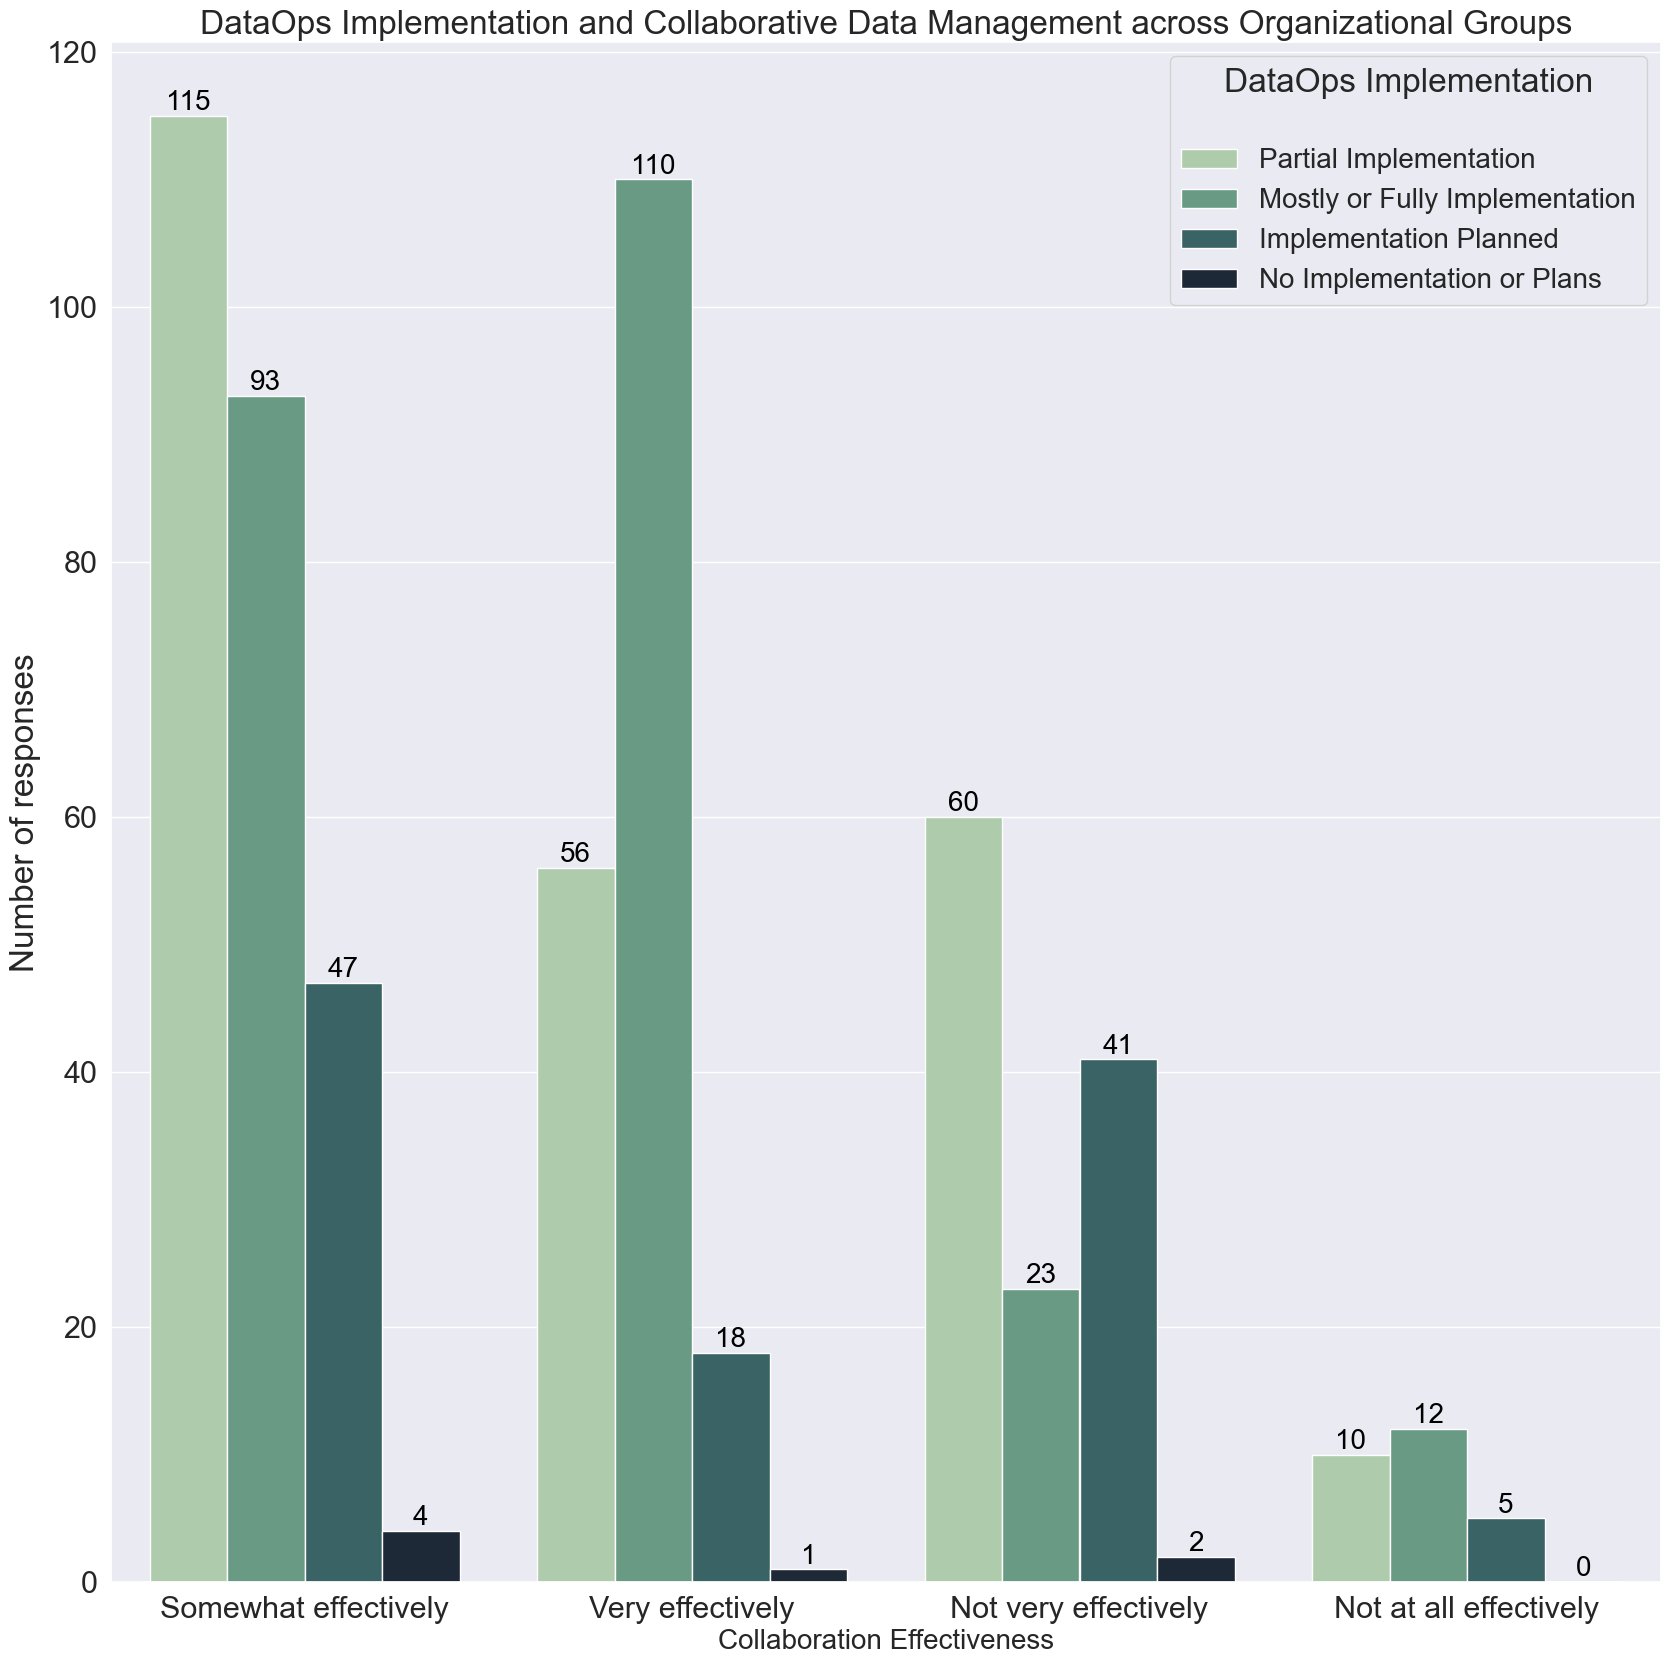 DataOps Implementation and Collaborative Data Management across Organizational Groups
DataOps Implementation
Partial Implementation
Mostly or Fully Implementation
Implementation Planned
No Implementation or Plans
Number of responses
120
100
80
60
40
20
0
115
93
47
4
56
110
18
1
60
23
41
2
10
12
5
0
Somewhat effectively
Very effectively
Not very effectively
Not at all effectively
Collaboration Effectiveness